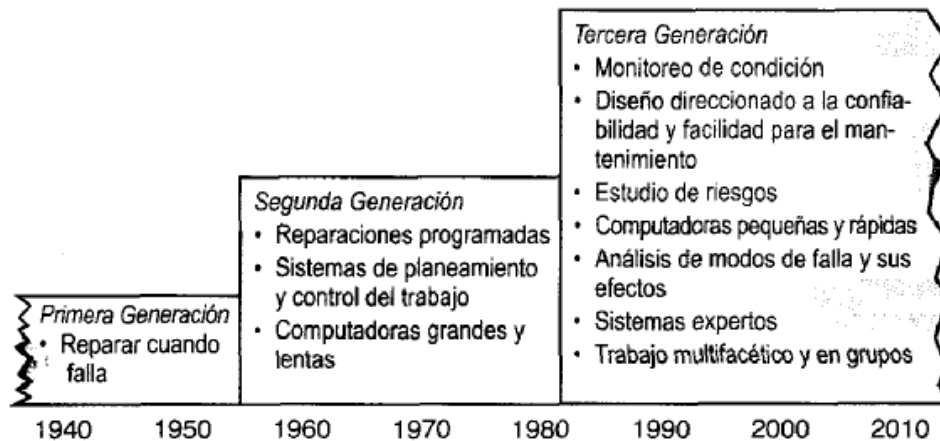 Primera Generación
• Reparar cuando
falla
Segunda Generación
• Reparaciones programadas
• Sistemas de planeamiento
y control del trabajo
• Computadoras grandes y
lentas
Tercera Generación
• Monitoreo de condición
• Diseño direccionado a la confia-
bilidad y facilidad para el man-
tenimiento
• Estudio de riesgos
• Computadoras pequeñas y rápidas
• Análisis de modos de falla y sus
efectos
• Sistemas expertos
• Trabajo multifacético y en grupos
1940 1950 1960 1970 1980 1990 2000 2010